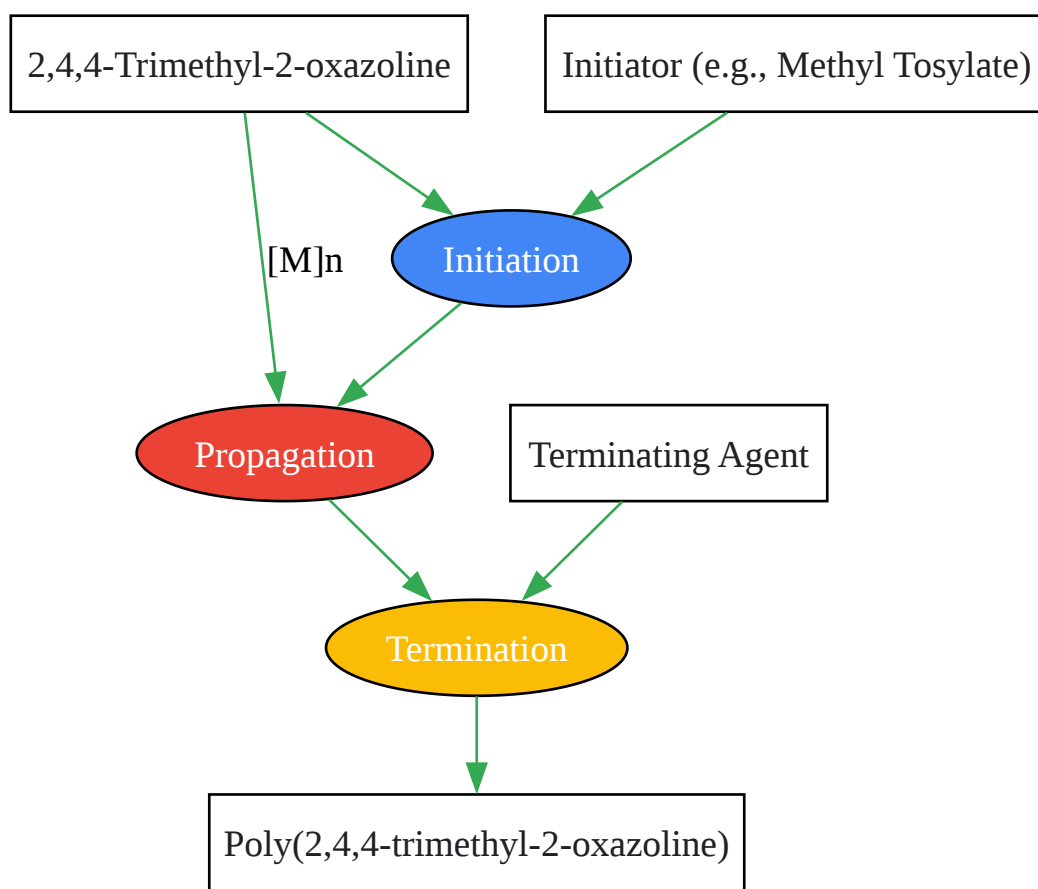 2,4,4-Trimethyl-2-oxazoline
Initiator (e.g., Methyl Tosylate)
[M]n
Initiation
Propagation
Terminating Agent
Termination
Poly(2,4,4-trimethyl-2-oxazoline)